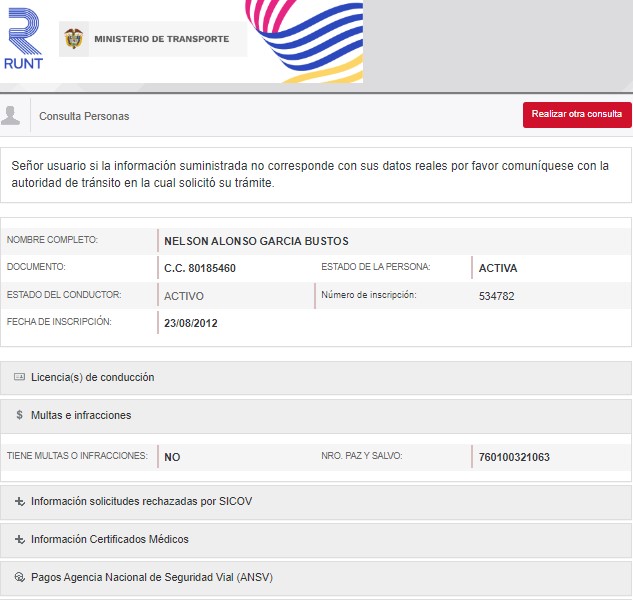 RUNT
MINISTERIO DE TRANSPORTE
Consulta Personas
Realizar otra consulta
Señor usuario si la información suministrada no corresponde con sus datos reales por favor comuníquese con la
autoridad de tránsito en la cual solicitó su trámite.
NOMBRE COMPLETO: NELSON ALONSO GARCIA BUSTOS
DOCUMENTO: C.C. 80185460 ESTADO DE LA PERSONA: ACTIVA
ESTADO DEL CONDUCTOR: ACTIVO Número de inscripción: 534782
FECHA DE INSCRIPCIÓN: 23/08/2012
Licencia(s) de conducción
$ Multas e infracciones
TIENE MULTAS O INFRACCIONES: NO NRO. PAZ Y SALVO: 760100321063
Información solicitudes rechazadas por SICOV
Información Certificados Médicos
Pagos Agencia Nacional de Seguridad Vial (ANSV)